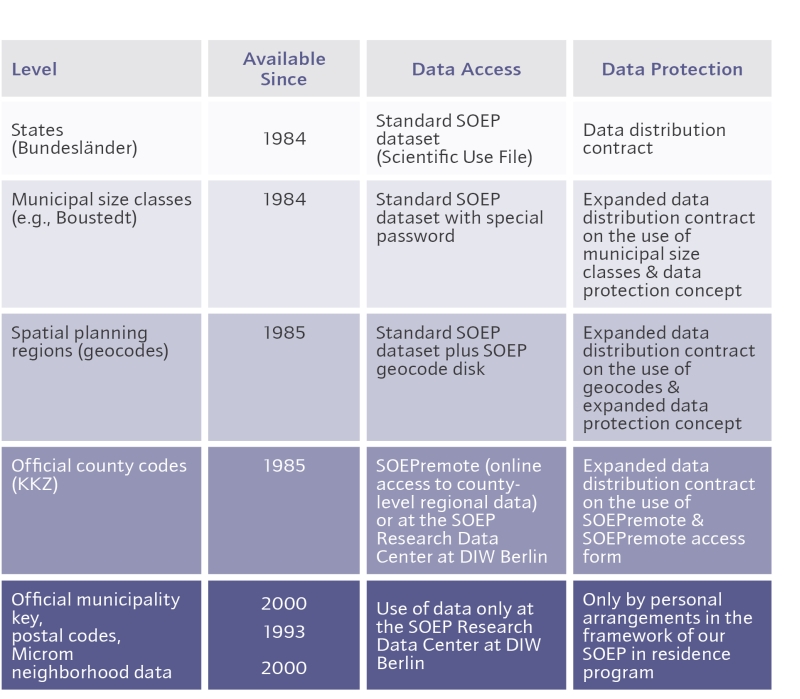 Level
Available
Since
Data Access
Data Protection
States
(Bundesländer)
1984
Standard SOEP
dataset
(Scientific Use File)
Data distribution
contract
Municipal size classes
(e.g., Boustedt)
1984
Standard SOEP
dataset with special
password
Expanded data
distribution contract
on the use of
municipal size
classes & data
protection concept
Spatial planning
regions (geocodes)
1985
Standard SOEP
dataset plus SOEP
geocode disk
Expanded data
distribution contract
on the use of
geocodes &
expanded data
protection concept
Official county codes
(KKZ)
1985
SOEPremote (online
access to county-
level regional data)
or at the SOEP
Research Data
Center at DIW Berlin
Expanded data
distribution contract
on the use of
SOEPremote &
SOEPremote access
form
Official municipality
key,
postal codes,
Microm
neighborhood data
2000
1993
2000
Use of data only at
the SOEP Research
Data Center at DIW
Berlin
Only by personal
arrangements in the
framework of our
SOEP in residence
program